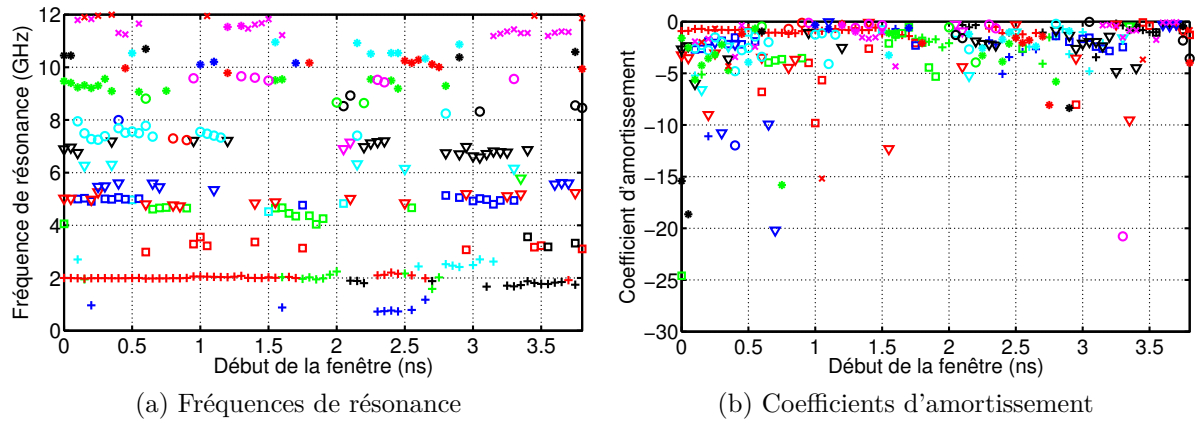 12
10
8
6
4
2
0
Fréquence de résonance (GHz)
0 0.5 1 1.5 2 2.5 3 3.5
Début de la fenêtre (ns)
(a) Fréquences de résonance
0
−5
−10
−15
−20
−25
−30
Coefficient d'amortissement
0 0.5 1 1.5 2 2.5 3 3.5
Début de la fenêtre (ns)
(b) Coefficients d'amortissement